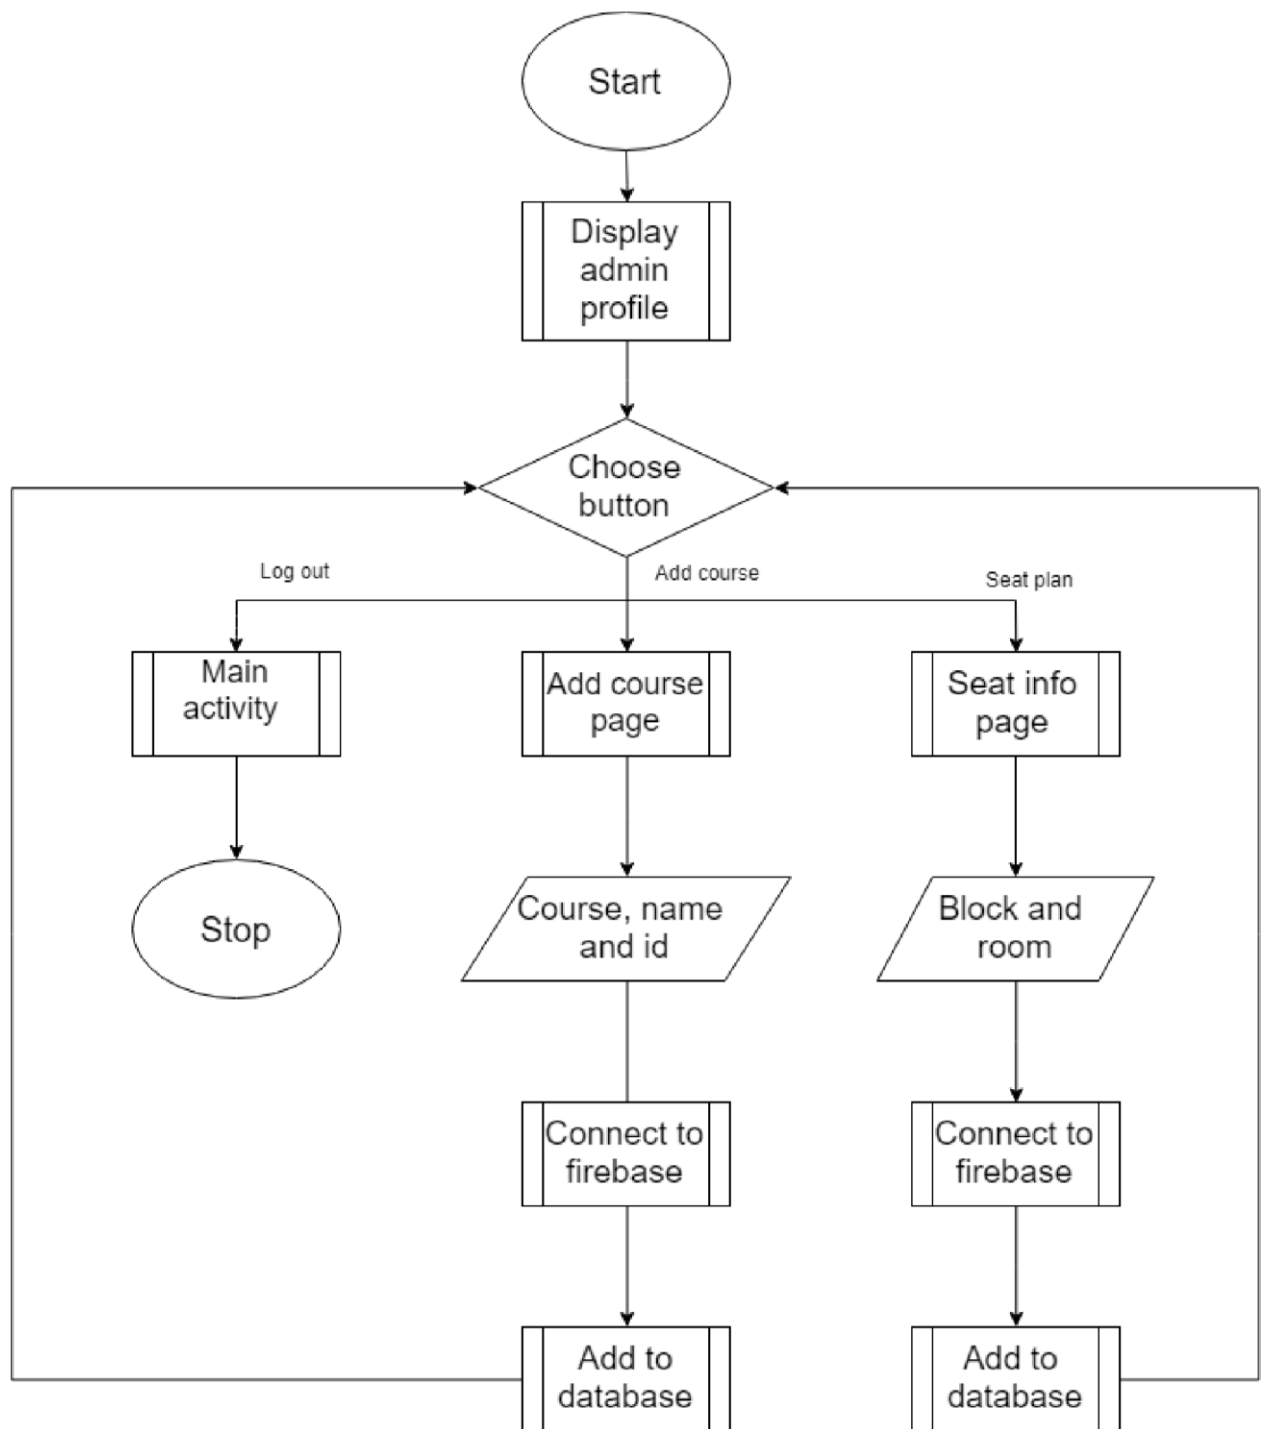 Start
Display
admin
profile
Choose
button
Log out
Add course
Seat plan
Main
activity
Add course
page
Seat info
page
Stop
Course, name
and id
Block and
room
Connect to
firebase
Connect to
firebase
Add to
database
Add to
database